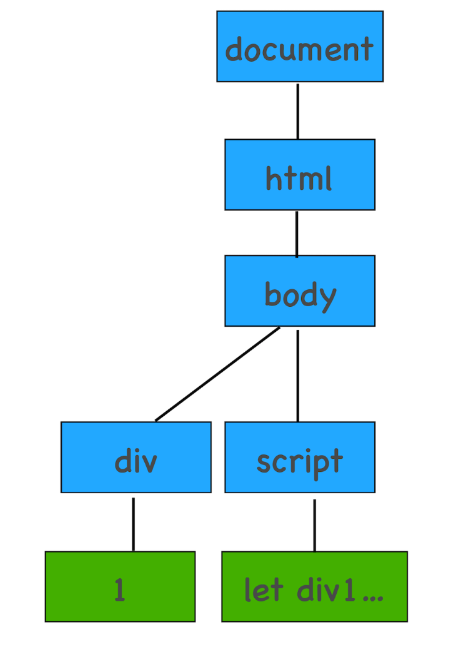 document
html
body
div
script
1
let div1...